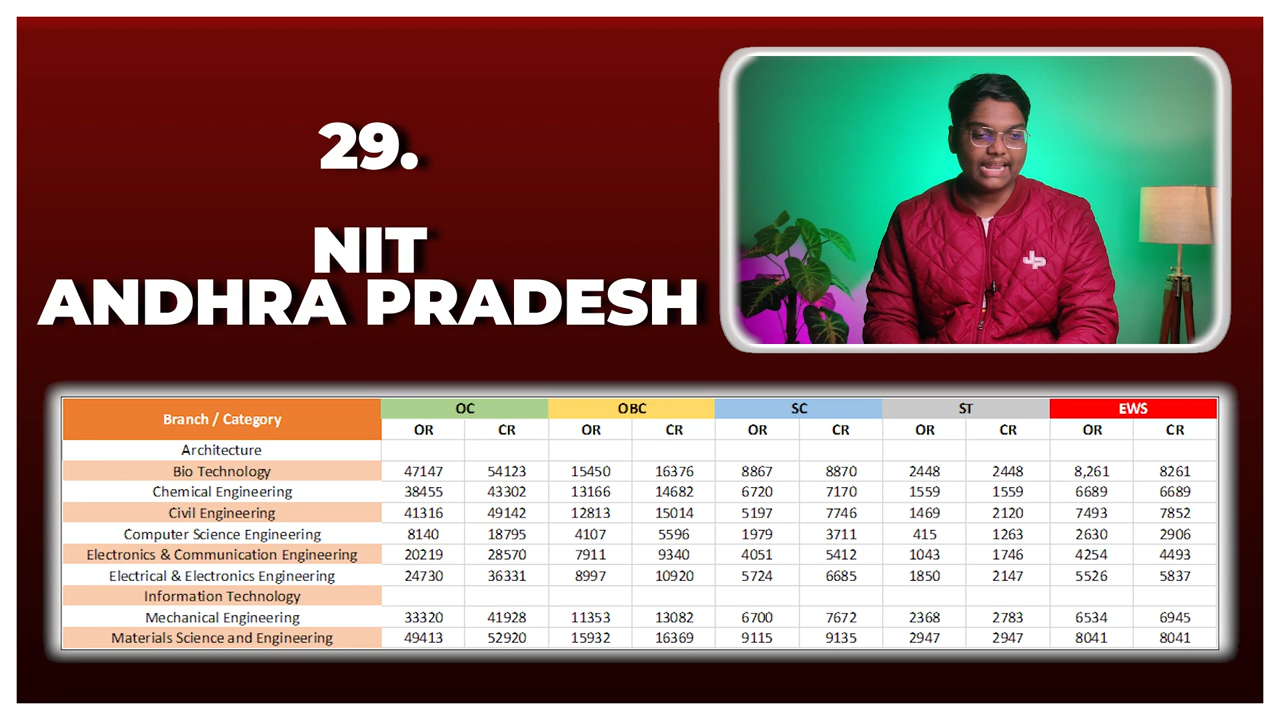 29.
NIT
ANDHRA PRADESH
JP
Branch / Category OC OBC SC ST EWS
OR CR OR CR OR CR OR CR OR CR
Architecture
Bio Technology 47147 54123 15450 16376 8867 8870 2448 2448 8,261 8261
Chemical Engineering 38455 43302 13166 14682 6720 7170 1559 1559 6689 6689
Civil Engineering 41316 49142 12813 15014 5197 7746 1469 2120 7493 7852
Computer Science Engineering 8140 18795 4107 5596 1979 3711 415 1263 2630 2906
Electronics & Communication Engineering 20219 28570 7911 9340 4051 5412 1043 1746 4254 4493
Electrical & Electronics Engineering 24730 36331 8997 10920 5724 6685 1850 2147 5526 5837
Information Technology
Mechanical Engineering 33320 41928 11353 13082 6700 7672 2368 2783 6534 6945
Materials Science and Engineering 49413 52920 15932 16369 9115 9135 2947 2947 8041 8041